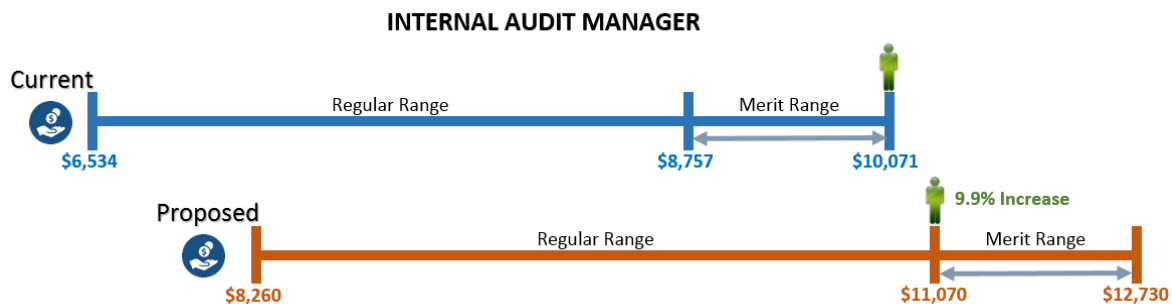 INTERNAL AUDIT MANAGER
Current
$
Regular Range
Merit Range
$6,534
$8,757
$10,071
9.9% Increase
Proposed
$
Regular Range
Merit Range
$8,260
$11,070
$12,730